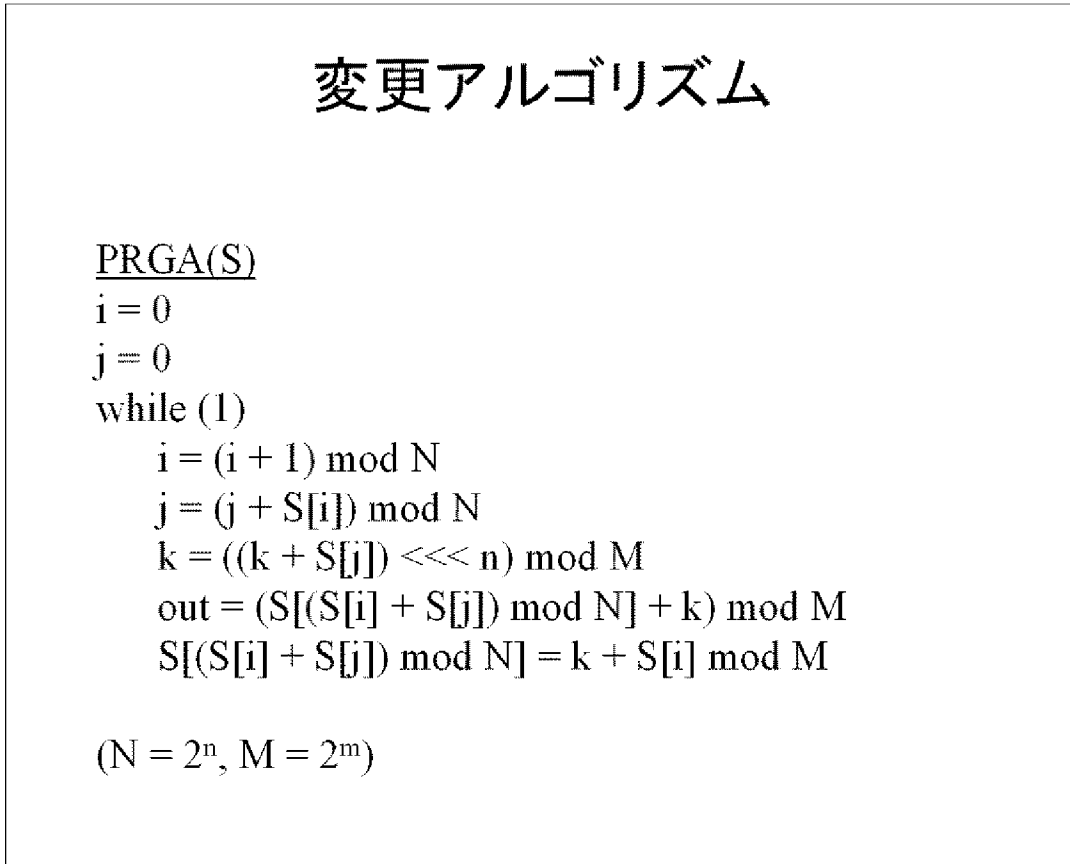 変更アルゴリズム
PRGA(S)
i = 0
j = 0
while (1)
i = (i + 1) mod N
j = (j + S[i]) mod N
k = ((k + S[j]) <<< n) mod M
out = (S[(S[i] + S[j]) mod N] + k) mod M
S[(S[i] + S[j]) mod N] = k + S[i] mod M
(N = 2ⁿ, M = 2ᵐ)